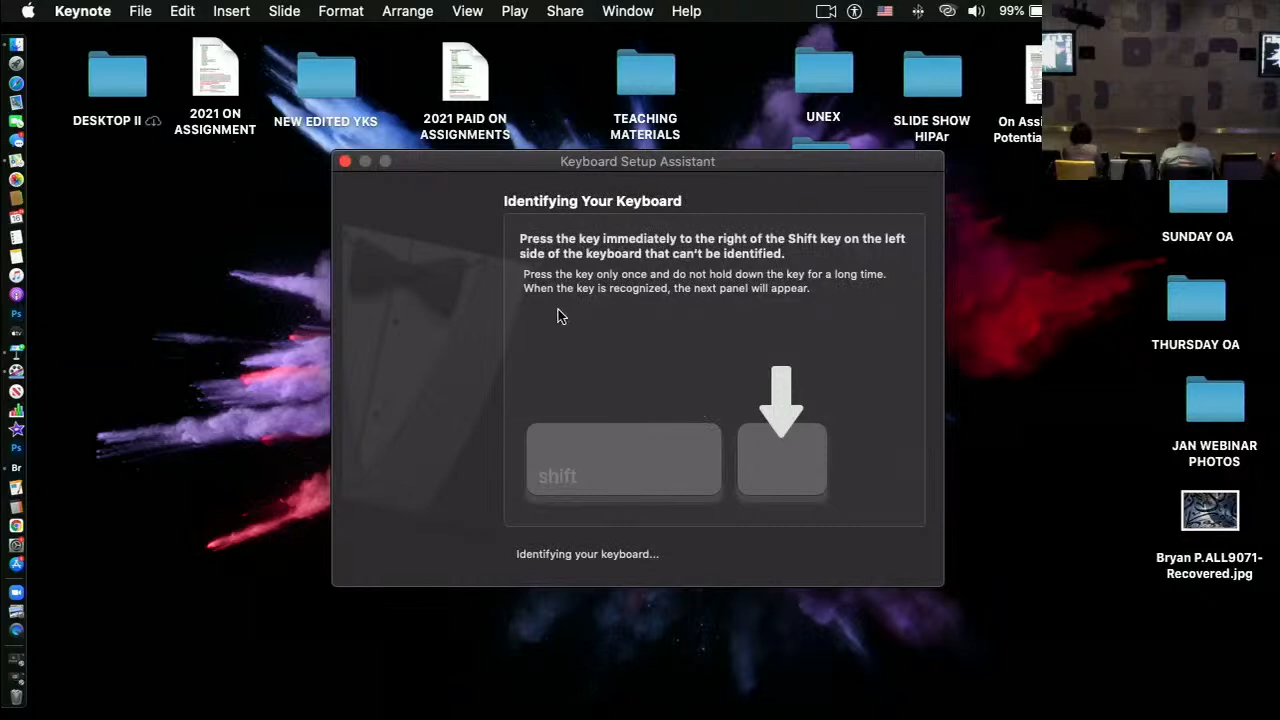 Keynote File Edit Insert Slide Format Arrange View Play Share Window Help 99%
DESKTOP II
2021 ON
ASSIGNMENT
NEW EDITED YKS
2021 PAID ON
ASSIGNMENTS
TEACHING
MATERIALS
UNEX
SLIDE SHOW
HIPAr
On Assi
Potentia
Keyboard Setup Assistant
Identifying Your Keyboard
Press the key immediately to the right of the Shift key on the left
side of the keyboard that can't be identified.
Press the key only once and do not hold down the key for a long time.
When the key is recognized, the next panel will appear.
shift
Identifying your keyboard...
SUNDAY OA
THURSDAY OA
JAN WEBINAR
PHOTOS
Bryan P.ALL9071-
Recovered.jpg
Ps
Ps
Br